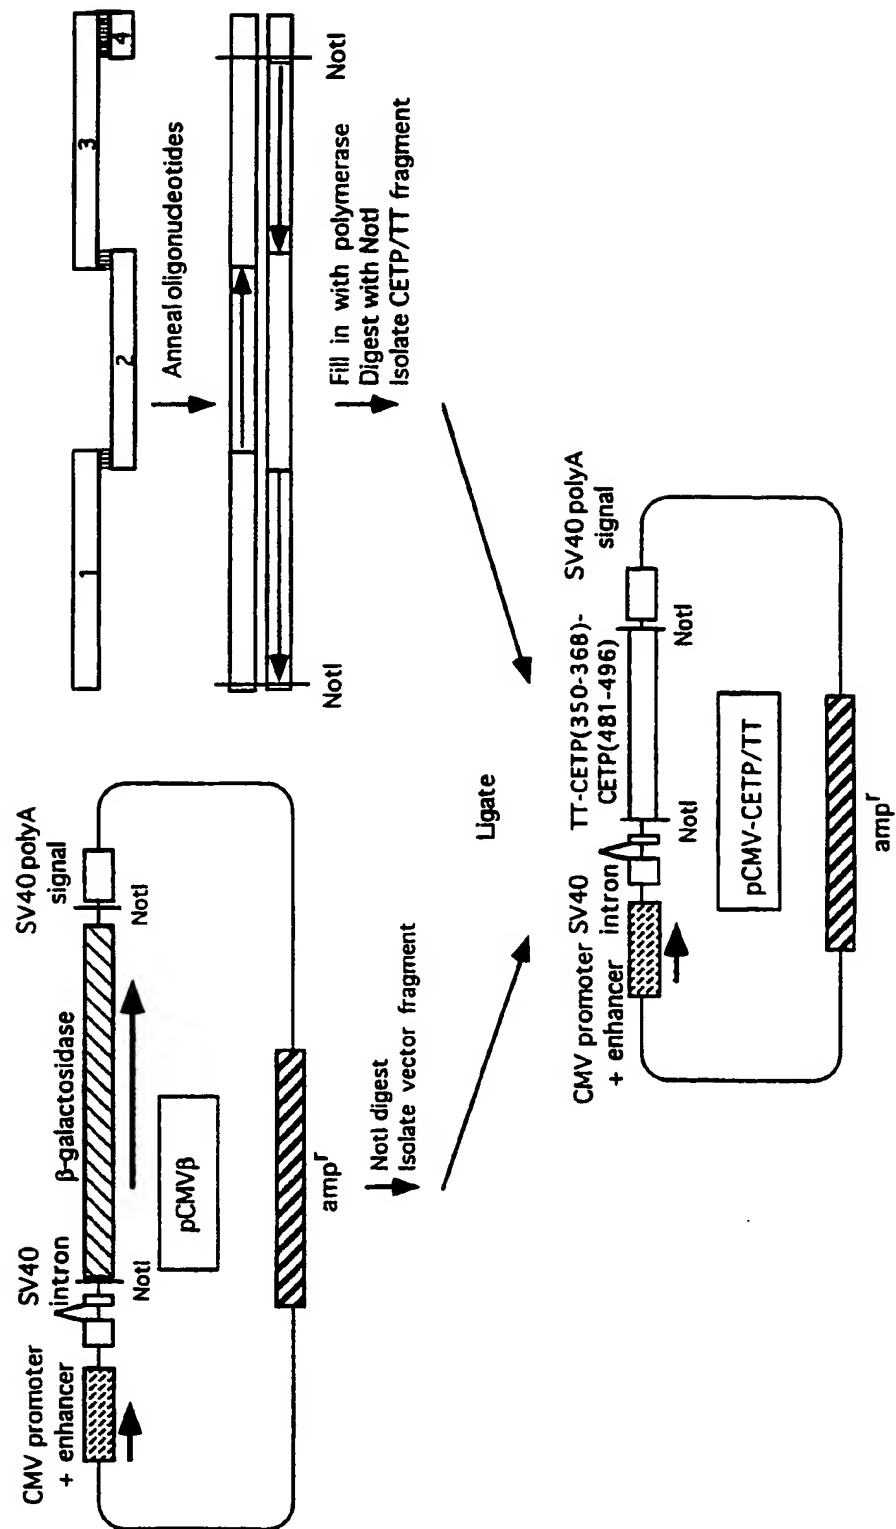 CMV promoter
+ enhancer
SV40
intron
β-galactosidase
SV40 polyA
signal
NotI
NotI
pCMVβ
amp^r
NotI digest
Isolate vector fragment
1
2
3
4
Anneal oligonudeotides
NotI
NotI
Fill in with polymerase
Digest with NotI
Isolate CETP/TT fragment
Ligate
CMV promoter
+ enhancer
SV40
intron
TT-CETP(350-368)-
CETP(481-496)
SV40 polyA
signal
NotI
NotI
pCMV-CETP/TT
amp^r